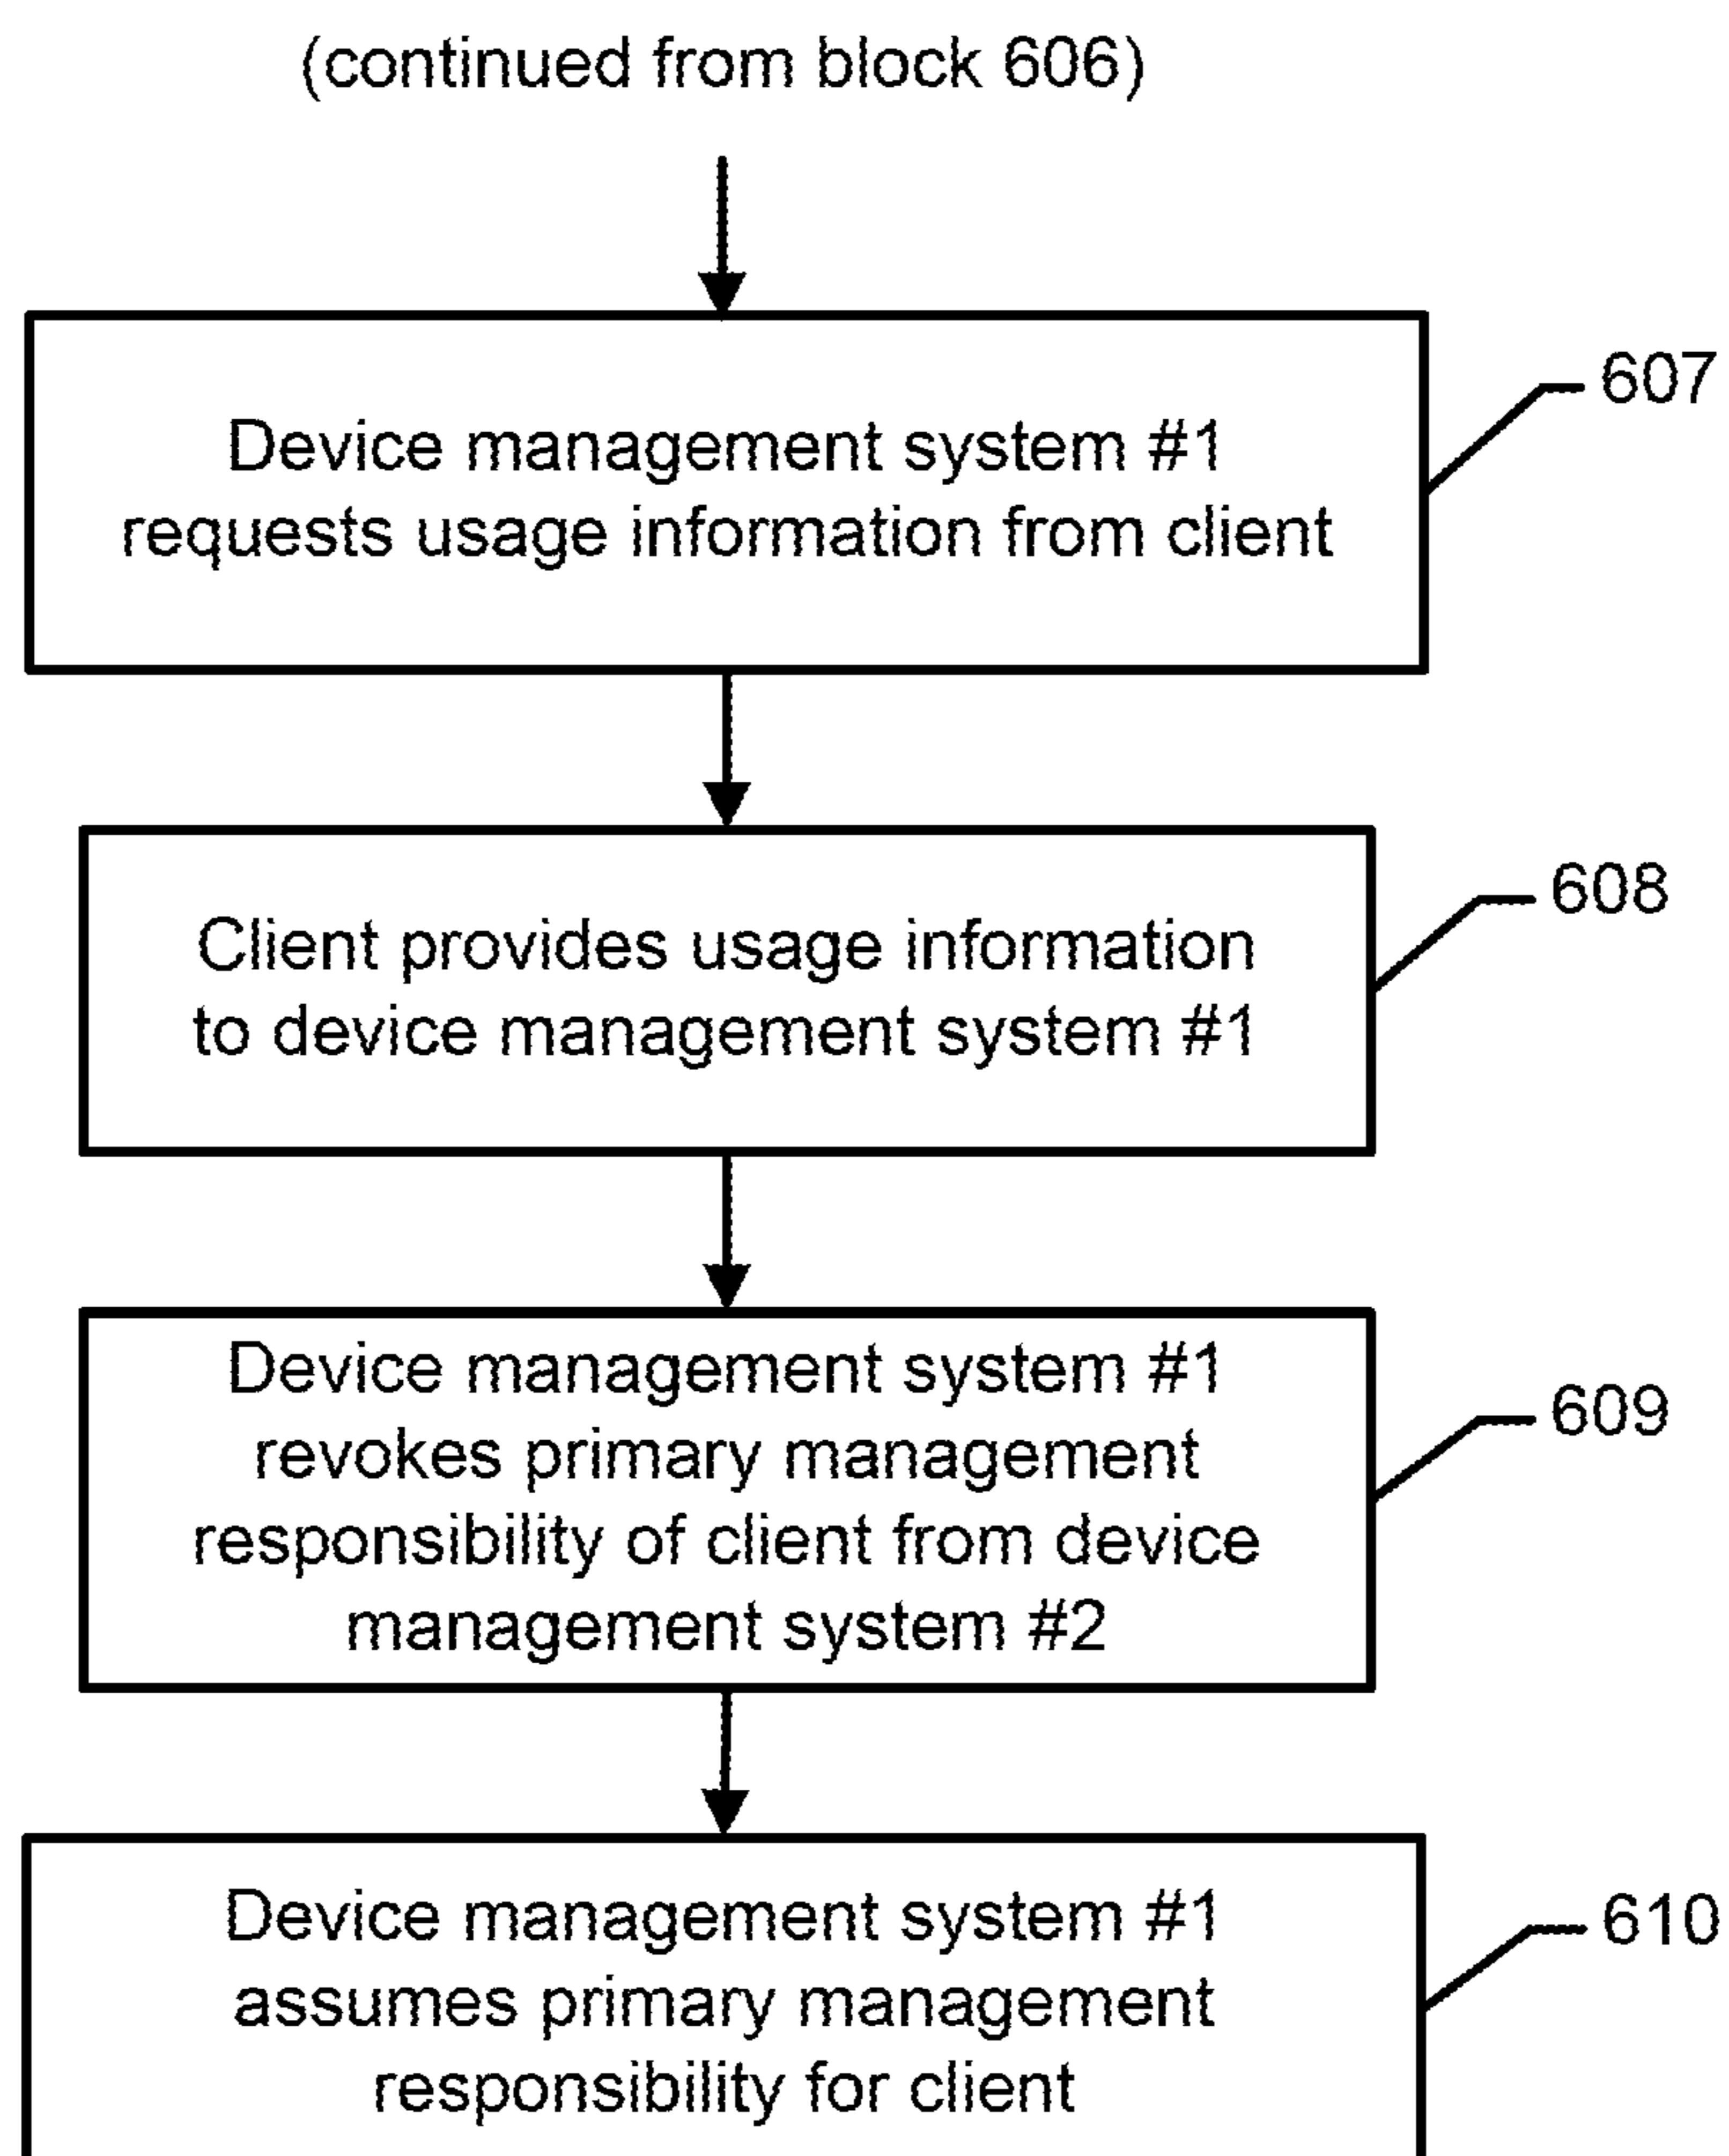 (continued from block 606)
Device management system #1
requests usage information from client
607
Client provides usage information
to device management system #1
608
Device management system #1
revokes primary management
responsibility of client from device
management system #2
609
Device management system #1
assumes primary management
responsibility for client
610